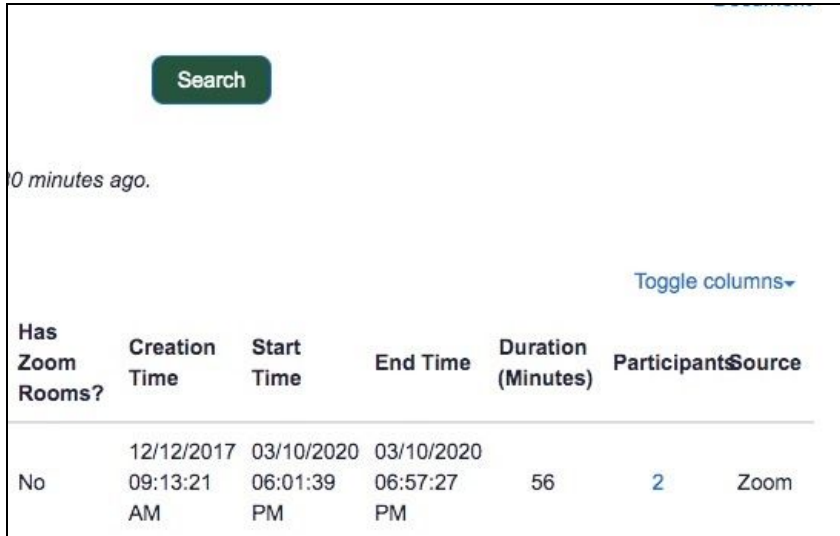 Search
0 minutes ago.
Toggle columns
Has Zoom Rooms? Creation Time Start Time End Time Duration (Minutes) Participants Source
No 12/12/2017 09:13:21 AM 03/10/2020 06:01:39 PM 03/10/2020 06:57:27 PM 56 2 Zoom